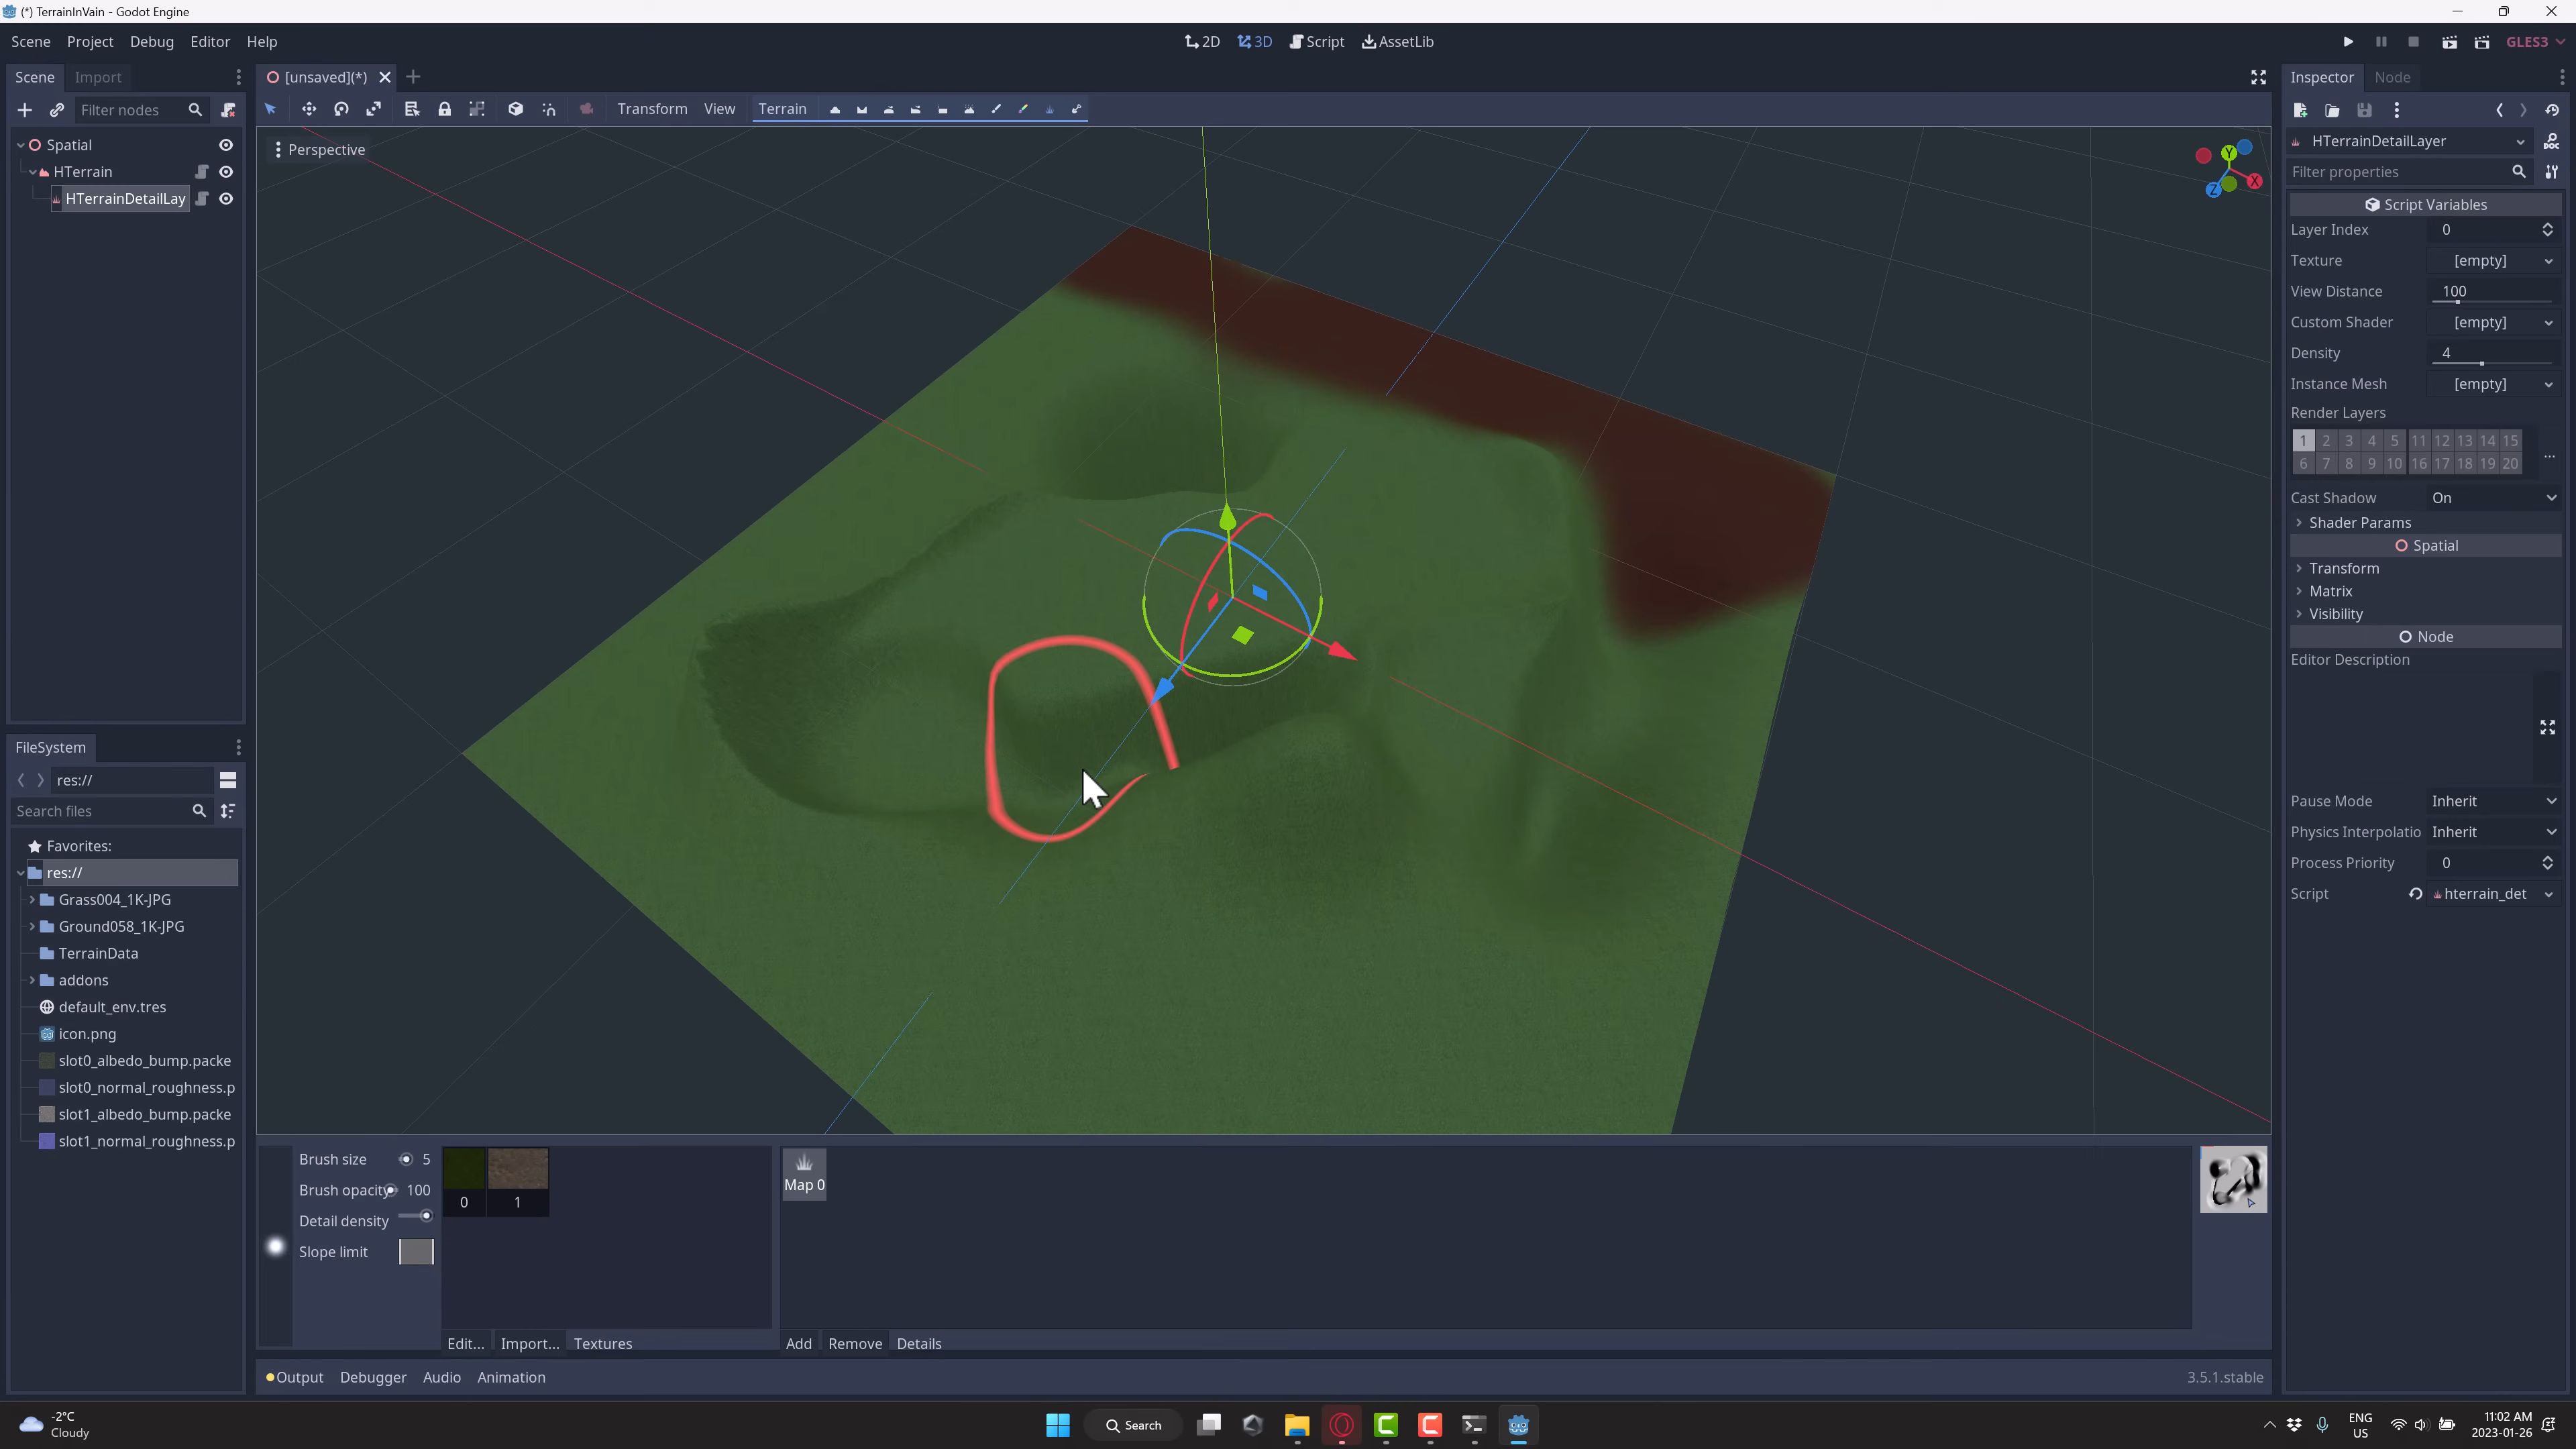 (*) TerrainInVain - Godot Engine
Scene Project Debug Editor Help
2D 3D Script AssetLib
GLES3
Scene Import
[unsaved](*)
Inspector Node
Filter nodes
Transform View Terrain
Spatial
HTerrain
HTerrainDetailLay
Perspective
Y
X
Z
HTerrainDetailLayer
DOC
Filter properties
Script Variables
Layer Index 0
Texture [empty]
View Distance 100
Custom Shader [empty]
Density 4
Instance Mesh [empty]
Render Layers
1 2 3 4 5 11 12 13 14 15
6 7 8 9 10 16 17 18 19 20
...
Cast Shadow On
Shader Params
Spatial
Transform
Matrix
Visibility
Node
Editor Description
Pause Mode Inherit
Physics Interpolatio Inherit
Process Priority 0
Script hterrain_det
FileSystem
res://
Search files
Favorites:
res://
Grass004_1K-JPG
Ground058_1K-JPG
TerrainData
addons
default_env.tres
icon.png
slot0_albedo_bump.packe
slot0_normal_roughness.p
slot1_albedo_bump.packe
slot1_normal_roughness.p
Brush size 5
Brush opacity 100
Detail density
Slope limit
0 1
Edit... Import... Textures
Map 0
Add Remove Details
Output Debugger Audio Animation
3.5.1.stable
-2°C
Cloudy
Search
ENG
US
11:02 AM
2023-01-26